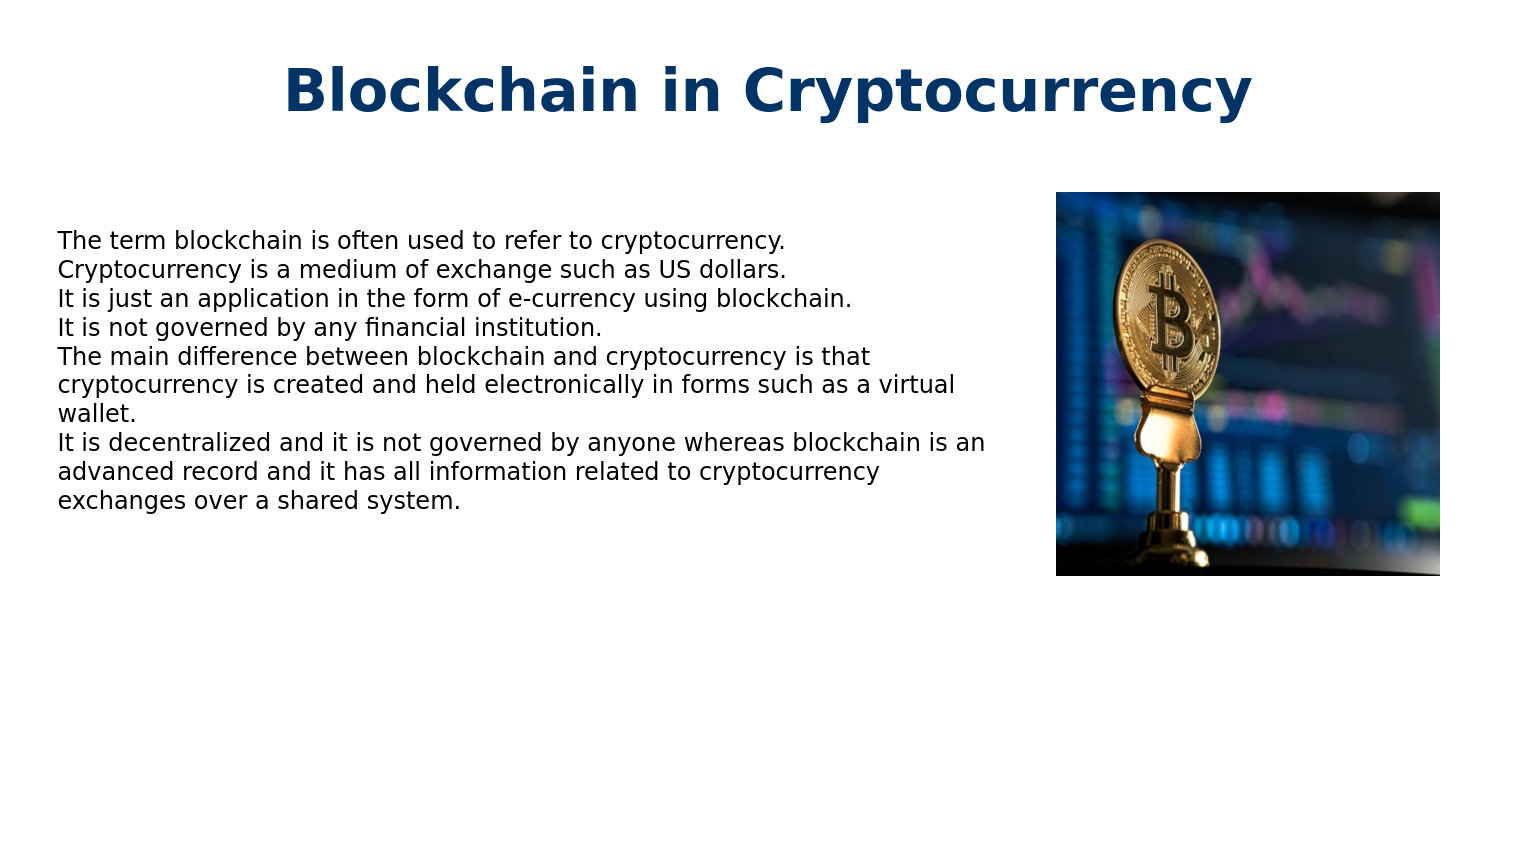 Blockchain in Cryptocurrency
The term blockchain is often used to refer to cryptocurrency.
Cryptocurrency is a medium of exchange such as US dollars.
It is just an application in the form of e-currency using blockchain.
It is not governed by any financial institution.
The main difference between blockchain and cryptocurrency is that
cryptocurrency is created and held electronically in forms such as a virtual
wallet.
It is decentralized and it is not governed by anyone whereas blockchain is an
advanced record and it has all information related to cryptocurrency
exchanges over a shared system.